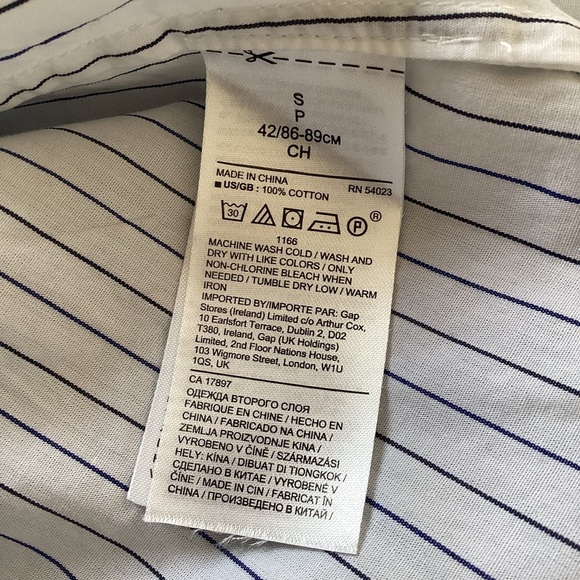 S
P
42/86-89CM
CH
MADE IN CHINA RN 54023
■ US/GB : 100% COTTON
30 P ®
1166
MACHINE WASH COLD / WASH AND
DRY WITH LIKE COLORS / ONLY
NON-CHLORINE BLEACH WHEN
NEEDED / TUMBLE DRY LOW / WARM
IRON
IMPORTED BY/IMPORTE PAR: Gap
Stores (Ireland) Limited c/o Arthur Cox,
10 Earlsfort Terrace, Dublin 2, D02
T380, Ireland, Gap (UK Holdings)
Limited, 2nd Floor Nations House,
103 Wigmore Street, London, W1U
1QS, UK
CA 17897
ОДЕЖДА ВТОРОГО СЛОЯ
FABRIQUE EN CHINE / HECHO EN
CHINA / FABRICADO NA CHINA /
ZEMLJA PROIZVODNJE KINA /
VYROBENO V ČÍNĚ / SZÁRMAZÁSI
HELY: KÍNA / DIBUAT DI TIONGKOK /
СДЕЛАНО В КИТАЕ / VYROBENÉ V
ČÍNE / MADE IN CIN / FABRICAT ÎN
CHINA / ПРОИЗВЕДЕНО В КИТАЙ /